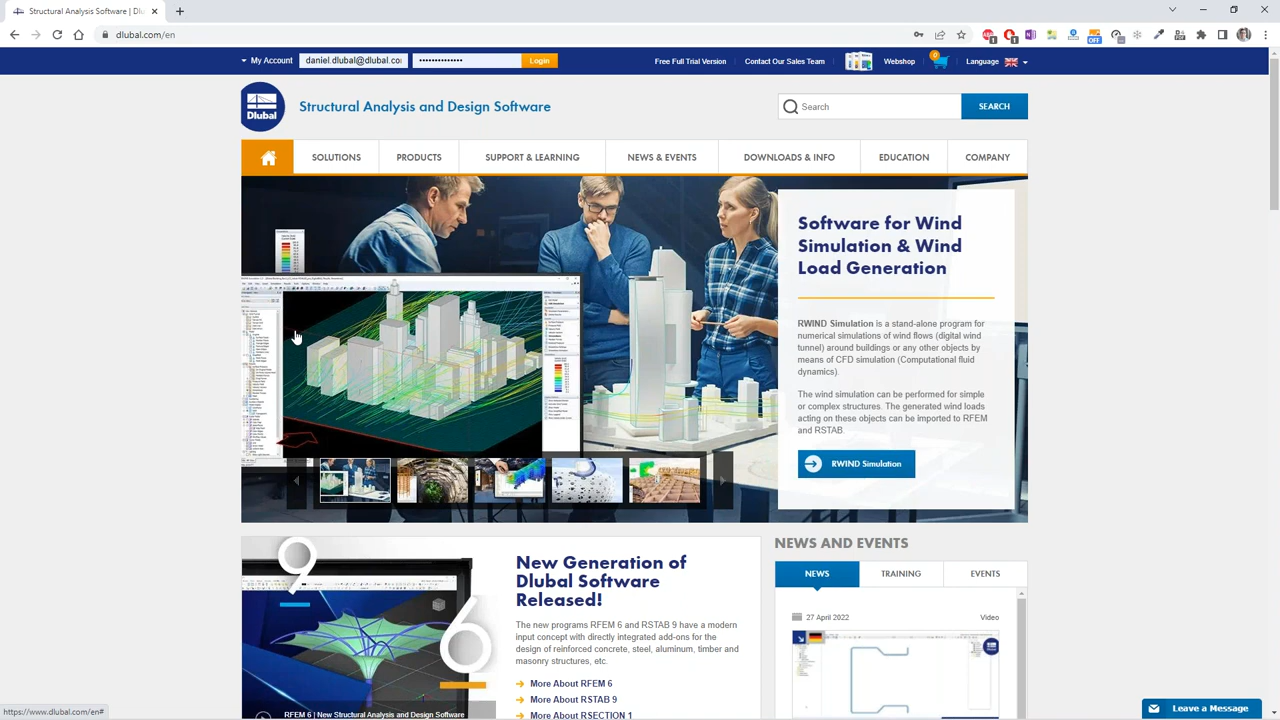 Structural Analysis and Design Software | Dlu
dlubal.com/en
My Account
daniel.dlubal@dlubal.co
Login
Free Full Trial Version
Contact Our Sales Team
Webshop
0
Language
Dlubal
Structural Analysis and Design Software
Search
SEARCH
SOLUTIONS
PRODUCTS
SUPPORT & LEARNING
NEWS & EVENTS
DOWNLOADS & INFO
EDUCATION
COMPANY
Software for Wind
Simulation & Wind
Load Generation
RWIND Simulation is a stand-alone program for
numerical simulations of wind flows (digital wind
tunnel) around buildings or any other objects by
means of CFD simulation (Computational fluid
dynamics).
The wind simulation can be performed for simple
or complex structures. The generated wind loads
acting on these objects can be imported to RFEM
and RSTAB.
RWIND Simulation
9
6
RFEM 6 | New Structural Analysis and Design Software
New Generation of
Dlubal Software
Released!
The new programs RFEM 6 and RSTAB 9 have a modern
input concept with directly integrated add-ons for the
design of reinforced concrete, steel, aluminum, timber and
masonry structures, etc.
More About RFEM 6
More About RSTAB 9
More About RSECTION 1
NEWS AND EVENTS
NEWS
TRAINING
EVENTS
27 April 2022
Video
https://www.dlubal.com/en#
Leave a Message